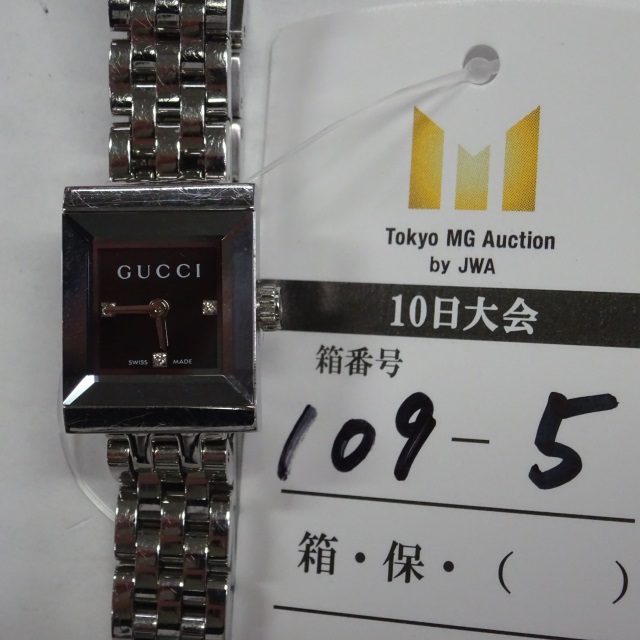 GUCCI
SWISS MADE
Tokyo MG Auction
by JWA
10日大会
箱番号
109-5
箱・保・( )